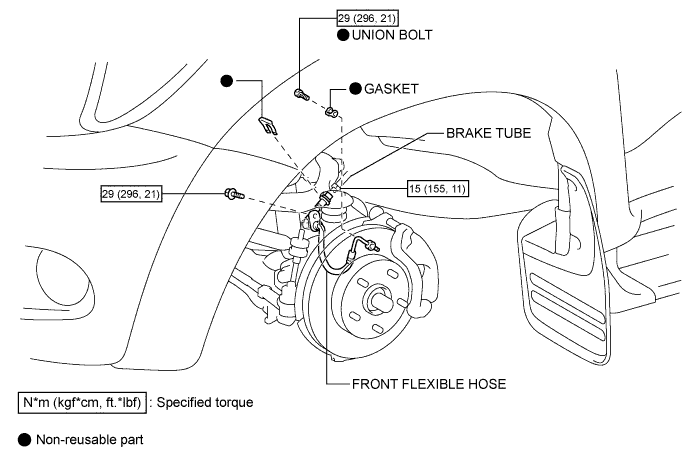 29 (296, 21)
● UNION BOLT
● GASKET
BRAKE TUBE
29 (296, 21)
15 (155, 11)
FRONT FLEXIBLE HOSE
N*m (kgf*cm, ft.*lbf) : Specified torque
● Non-reusable part